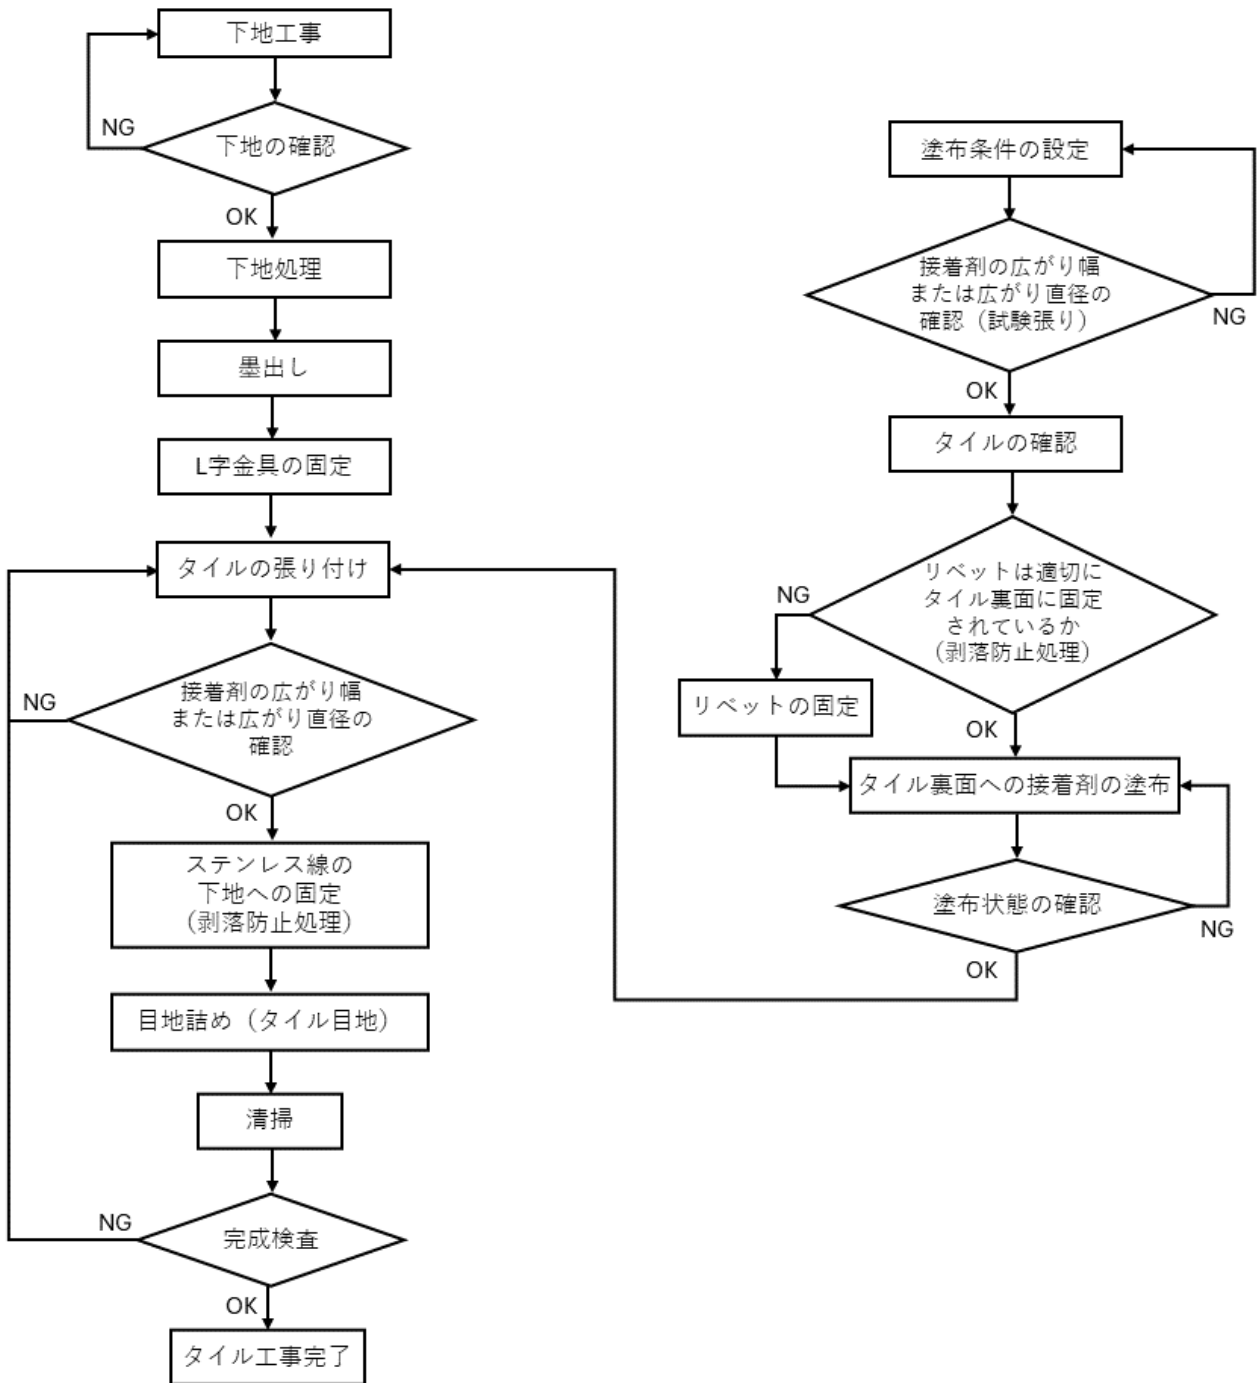 下地工事
NG
下地の確認
OK
下地処理
墨出し
L字金具の固定
タイルの張り付け
NG
接着剤の広がり幅
または広がり直径の
確認
OK
ステンレス線の
下地への固定
（剥落防止処理）
目地詰め（タイル目地）
清掃
NG
完成検査
OK
タイル工事完了
塗布条件の設定
接着剤の広がり幅
または広がり直径の
確認（試験張り）
NG
OK
タイルの確認
NG
リベットは適切に
タイル裏面に固定
されているか
（剥落防止処理）
リベットの固定
OK
タイル裏面への接着剤の塗布
塗布状態の確認
NG
OK